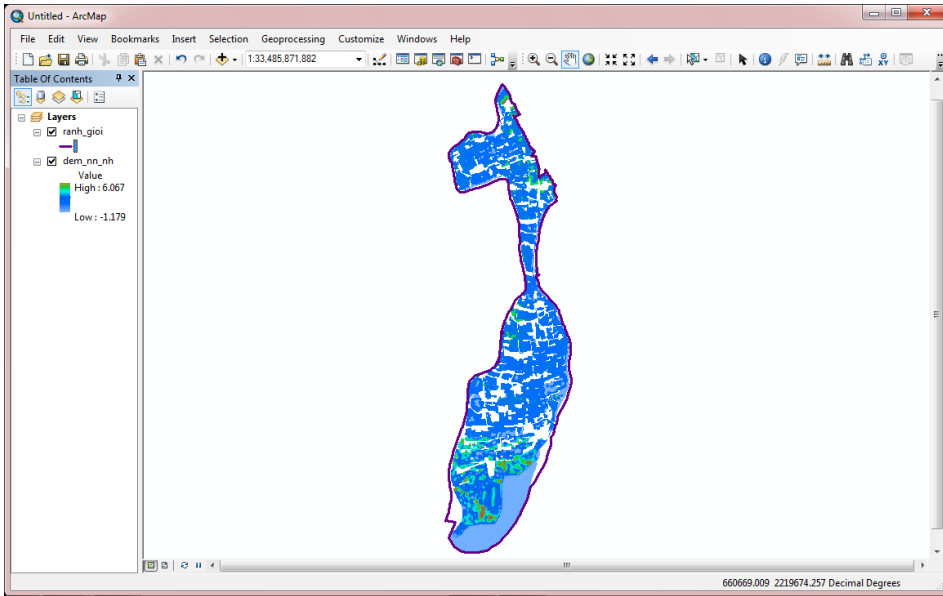 Untitled - ArcMap
File Edit View Bookmarks Insert Selection Geoprocessing Customize Windows Help
1:33,485,871,882
Table Of Contents
Layers
ranh_gioi
dem_nn_nh
Value
High : 6.067
Low : -1.179
660669.009 2219674.257 Decimal Degrees